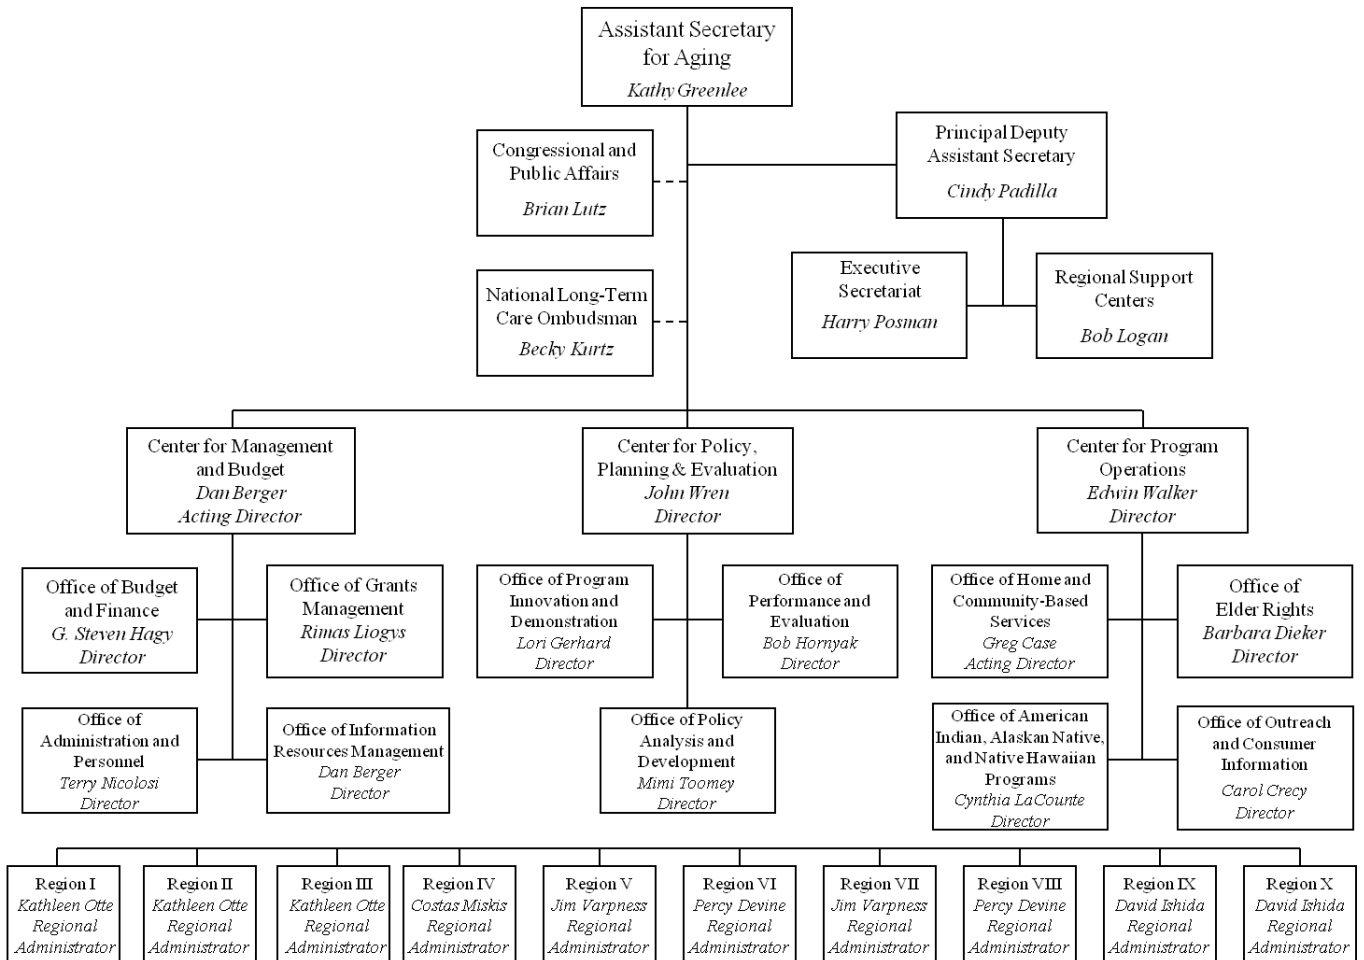 Assistant Secretary
for Aging
Kathy Greenlee
Congressional and
Public Affairs
Brian Lutz
Principal Deputy
Assistant Secretary
Cindy Padilla
National Long-Term
Care Ombudsman
Becky Kurtz
Executive
Secretariat
Harry Posman
Regional Support
Centers
Bob Logan
Center for Management
and Budget
Dan Berger
Acting Director
Center for Policy,
Planning & Evaluation
John Wren
Director
Center for Program
Operations
Edwin Walker
Director
Office of Budget
and Finance
G. Steven Hagy
Director
Office of Grants
Management
Rimas Liogys
Director
Office of Program
Innovation and
Demonstration
Lori Gerhard
Director
Office of
Performance and
Evaluation
Bob Hornyak
Director
Office of Home and
Community-Based
Services
Greg Case
Acting Director
Office of
Elder Rights
Barbara Dieker
Director
Office of
Administration and
Personnel
Terry Nicolosi
Director
Office of Information
Resources Management
Dan Berger
Director
Office of Policy
Analysis and
Development
Mimi Toomey
Director
Office of American
Indian, Alaskan Native,
and Native Hawaiian
Programs
Cynthia LaCounte
Director
Office of Outreach
and Consumer
Information
Carol Crecy
Director
Region I
Kathleen Otte
Regional
Administrator
Region II
Kathleen Otte
Regional
Administrator
Region III
Kathleen Otte
Regional
Administrator
Region IV
Costas Miskis
Regional
Administrator
Region V
Jim Varpness
Regional
Administrator
Region VI
Percy Devine
Regional
Administrator
Region VII
Jim Varpness
Regional
Administrator
Region VIII
Percy Devine
Regional
Administrator
Region IX
David Ishida
Regional
Administrator
Region X
David Ishida
Regional
Administrator